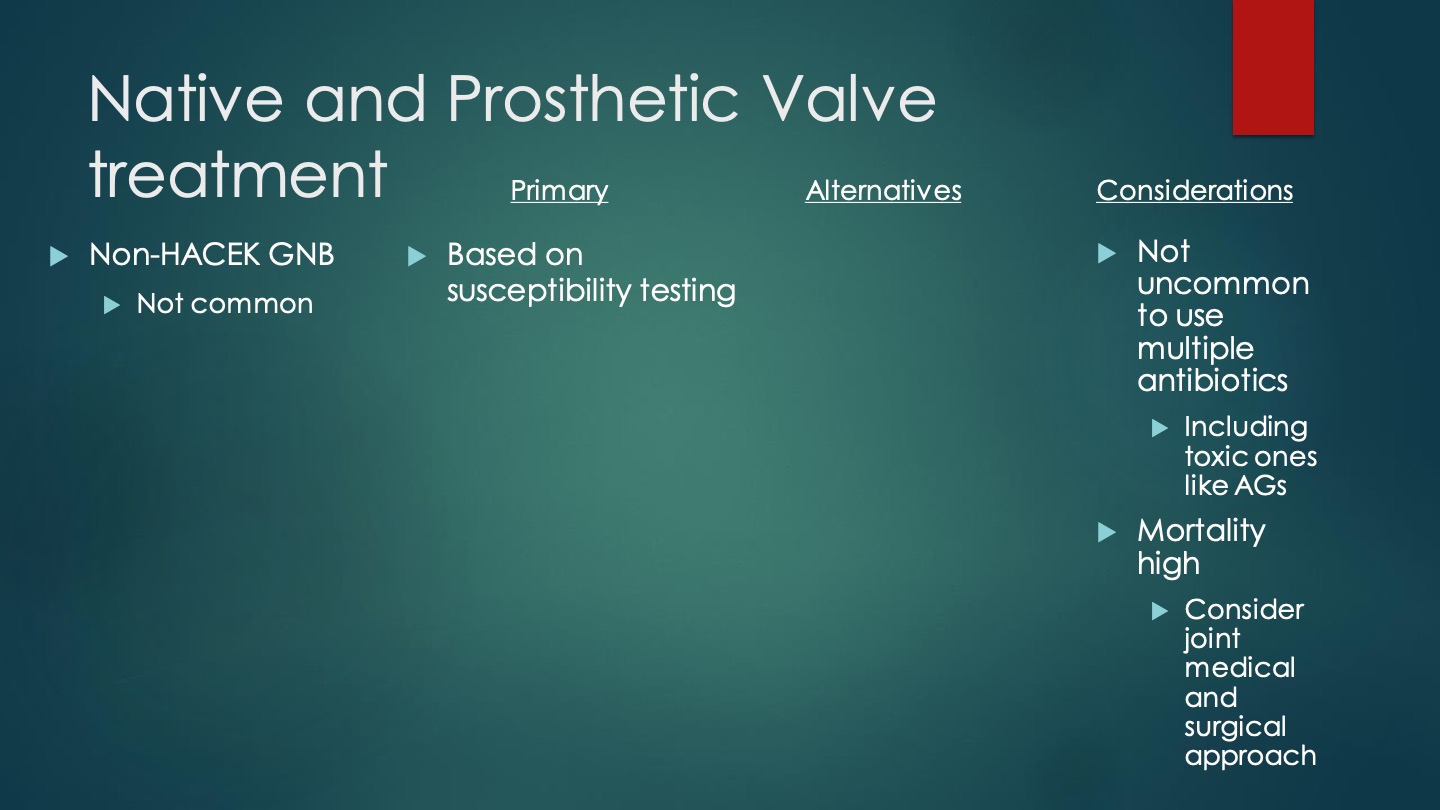 Native and Prosthetic Valve
treatment
Primary
Alternatives
Considerations
Non-HACEK GNB
Not common
Based on
susceptibility testing
Not
uncommon
to use
multiple
antibiotics
Including
toxic ones
like AGs
Mortality
high
Consider
joint
medical
and
surgical
approach